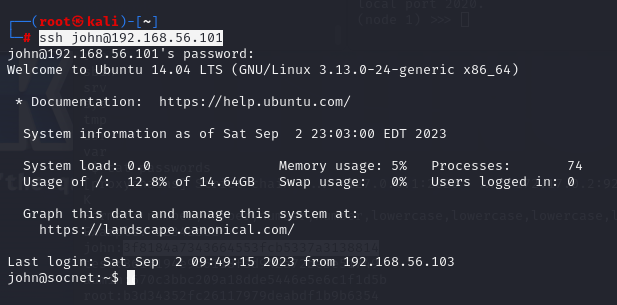 local port 2020.
(node 1) >>>
┌──(root㉿kali)-[~]
└─# ssh john@192.168.56.101
john@192.168.56.101's password:
Welcome to Ubuntu 14.04 LTS (GNU/Linux 3.13.0-24-generic x86_64)
* Documentation:  https://help.ubuntu.com/
System information as of Sat Sep  2 23:03:00 EDT 2023
System load: 0.0               Memory usage: 5%   Processes:       74
Usage of /:  12.8% of 14.64GB   Swap usage:   0%   Users logged in: 0
Graph this data and manage this system at:
https://landscape.canonical.com/
Last login: Sat Sep  2 09:49:15 2023 from 192.168.56.103
john@socnet:~$